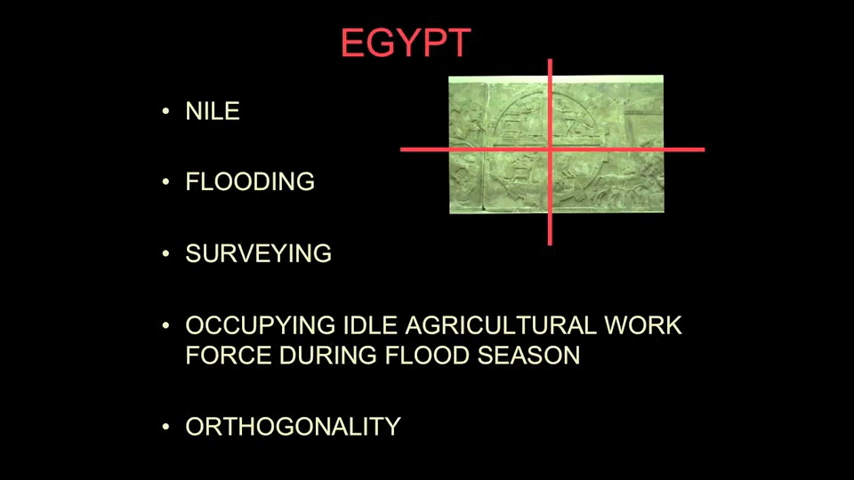 EGYPT
• NILE
• FLOODING
• SURVEYING
• OCCUPYING IDLE AGRICULTURAL WORK
FORCE DURING FLOOD SEASON
• ORTHOGONALITY